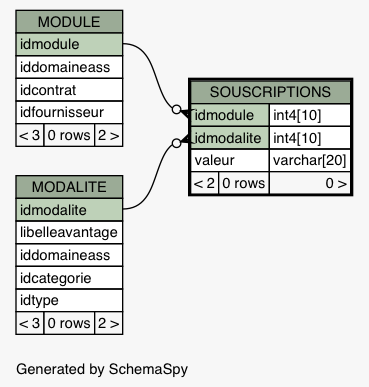 MODULE
idmodule
iddomaineass
idcontrat
idfournisseur
< 3 0 rows 2 >
SOUSCRIPTIONS
idmodule int4[10]
idmodalite int4[10]
valeur varchar[20]
< 2 0 rows 0 >
MODALITE
idmodalite
libelleavantage
iddomaineass
idcategorie
idtype
< 3 0 rows 2 >
Generated by SchemaSpy